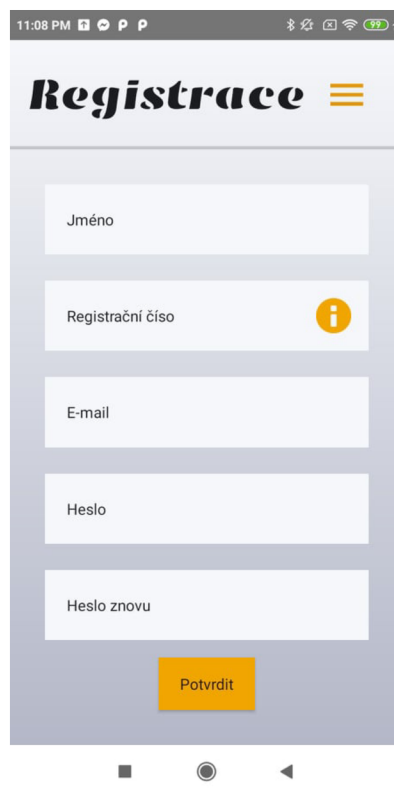 11:08 PM
99
Registrace
Jméno
Registrační číso
E-mail
Heslo
Heslo znovu
Potvrdit